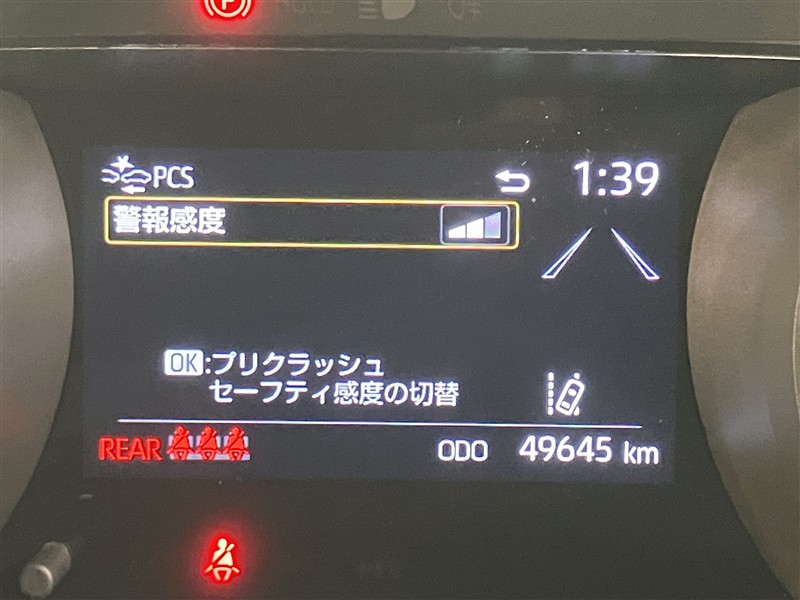 P
HOLD
PCS
1:39
警報感度
OK:プリクラッシュ
セーフティ感度の切替
REAR
ODO 49645 km